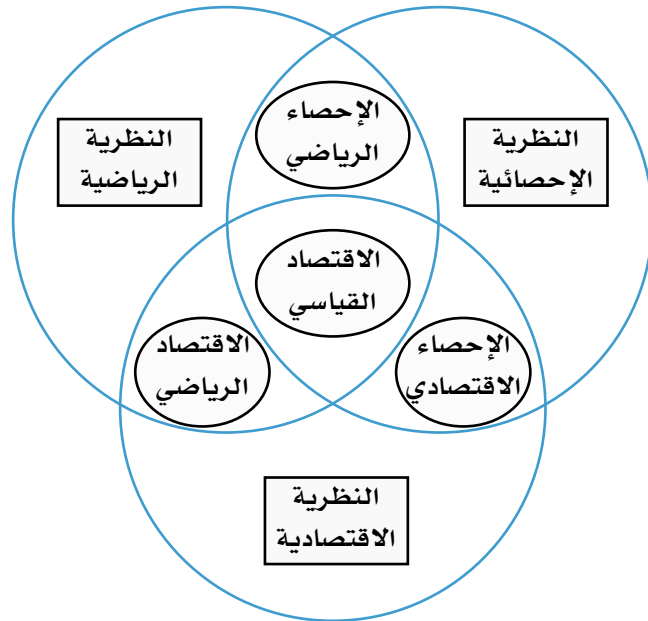 الإحصاء
الرياضي
النظرية
الإحصائية
النظرية
الرياضية
الاقتصاد
القياسي
الإحصاء
الاقتصادي
الاقتصاد
الرياضي
النظرية
الاقتصادية